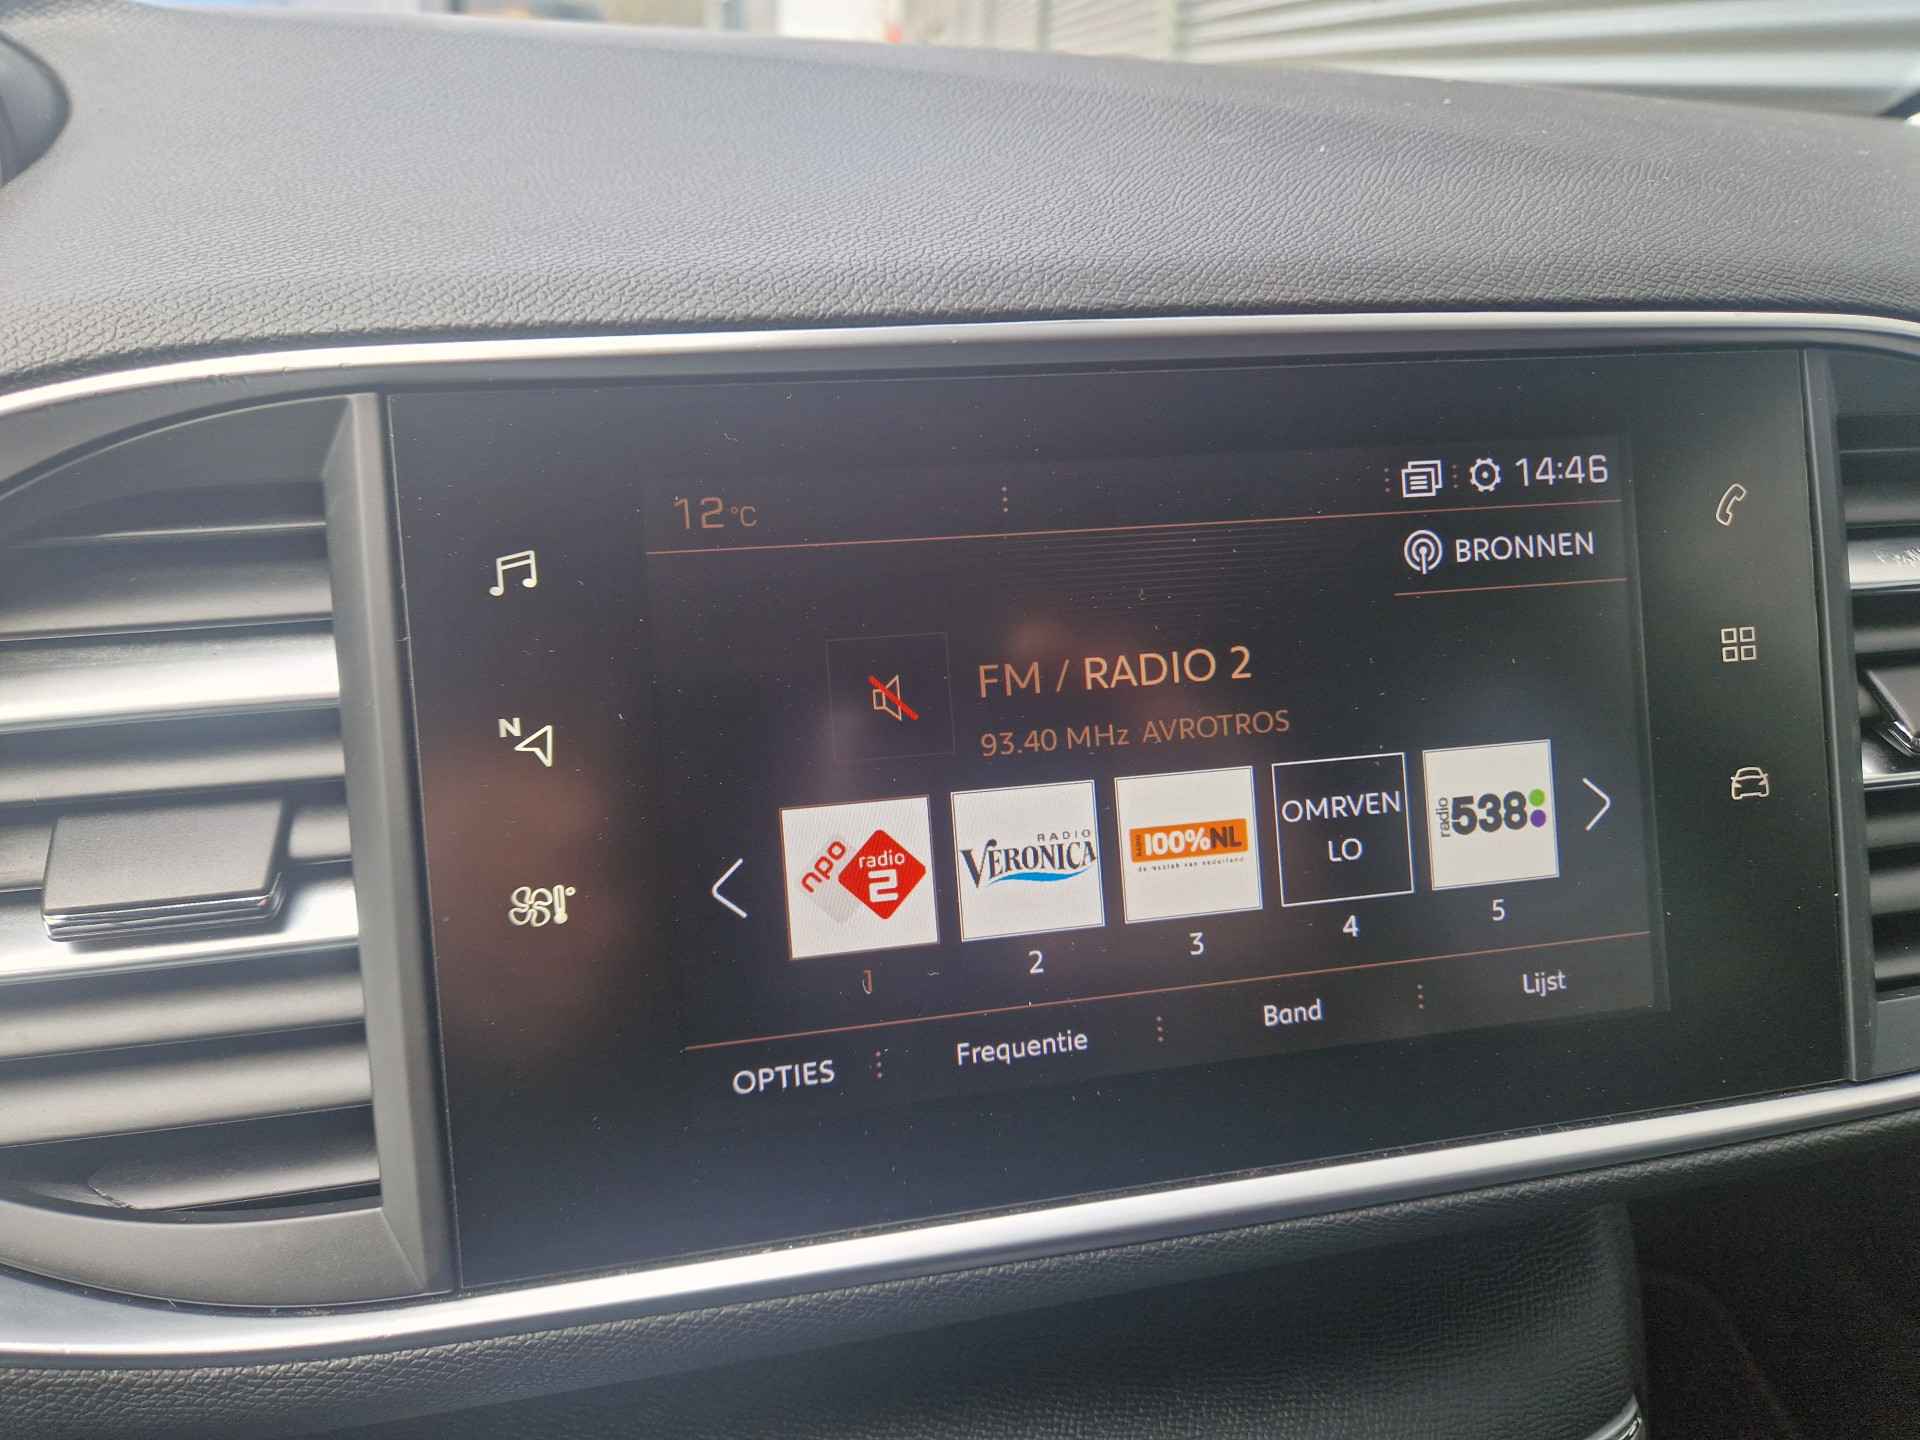 12°C
14:46
BRONNEN
N
FM / RADIO 2
93.40 MHz AVROTROS
npo radio 2
RADIO VERONICA
100%NL
OMRVEN
LO
radio 538
1
2
3
4
5
OPTIES
Frequentie
Band
Lijst